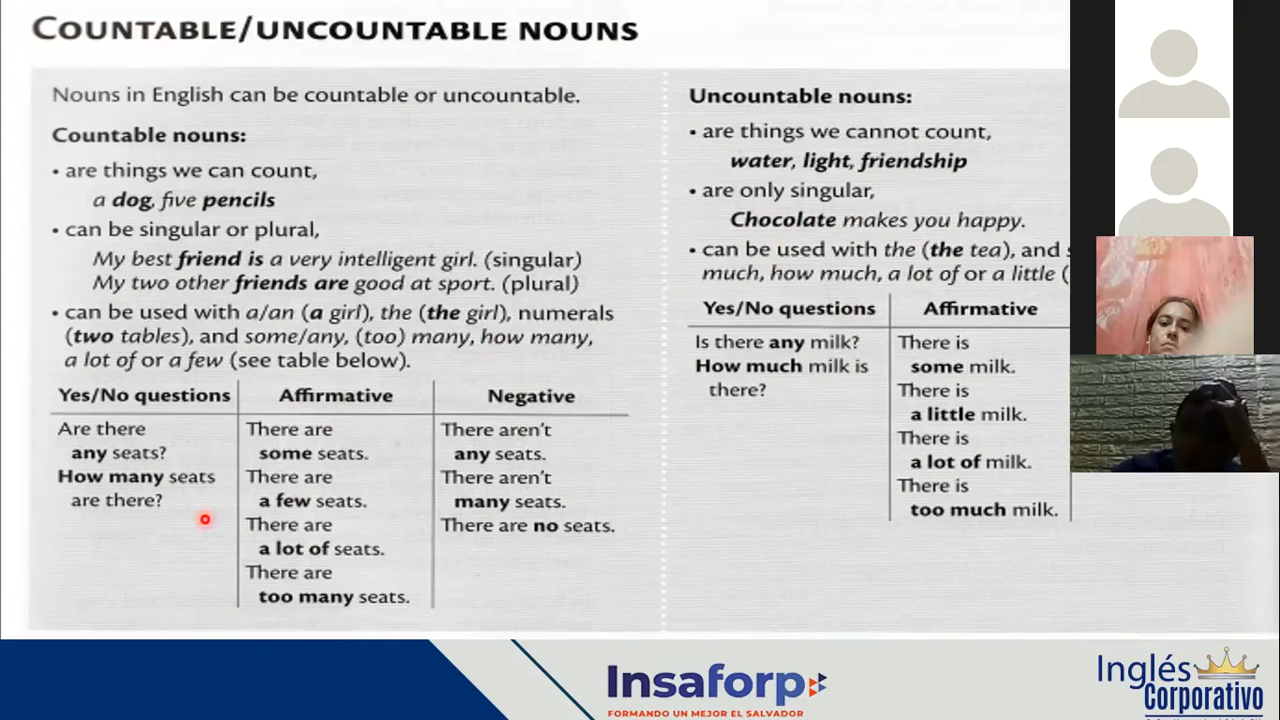 COUNTABLE/UNCOUNTABLE NOUNS
Nouns in English can be countable or uncountable.
Countable nouns:
• are things we can count,
a dog, five pencils
• can be singular or plural,
My best friend is a very intelligent girl. (singular)
My two other friends are good at sport. (plural)
• can be used with a/an (a girl), the (the girl), numerals
(two tables), and some/any, (too) many, how many,
a lot of or a few (see table below).
Yes/No questions Affirmative Negative
Are there
any seats?
How many seats
are there?
There are
some seats.
There are
a few seats.
There are
a lot of seats.
There are
too many seats.
There aren't
any seats.
There aren't
many seats.
There are no seats.
Uncountable nouns:
• are things we cannot count,
water, light, friendship
• are only singular,
Chocolate makes you happy.
• can be used with the (the tea), and
much, how much, a lot of or a little (
Yes/No questions Affirmative
Is there any milk?
How much milk is
there?
There is
some milk.
There is
a little milk.
There is
a lot of milk.
There is
too much milk.
Insaforp
FORMANDO UN MEJOR EL SALVADOR
Inglés
Corporativo